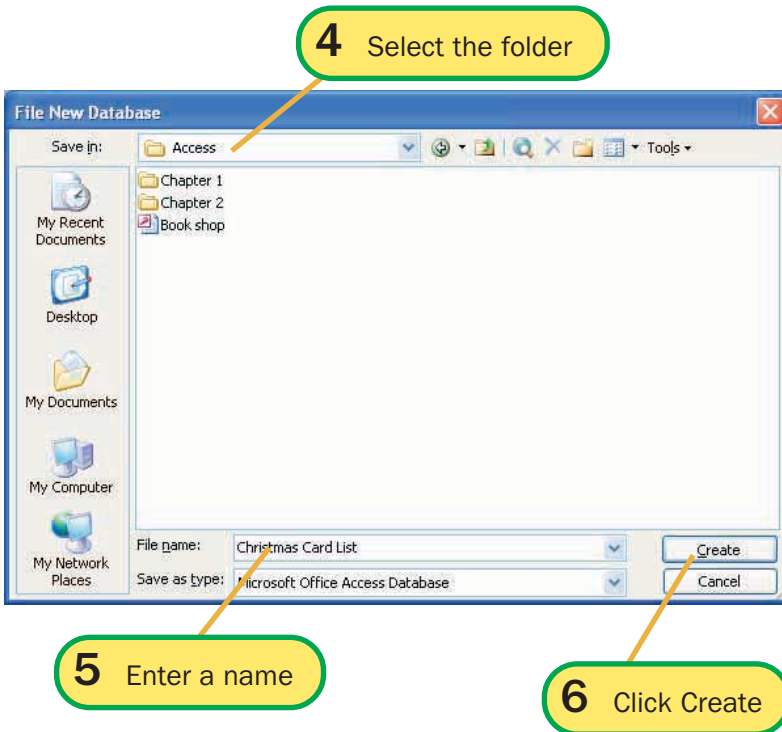 4 Select the folder
File New Database
Save in: Access Tools
Chapter 1
Chapter 2
Book shop
My Recent
Documents
Desktop
My Documents
My Computer
My Network
Places
File name: Christmas Card List Create
Save as type: Microsoft Office Access Database Cancel
5 Enter a name
6 Click Create